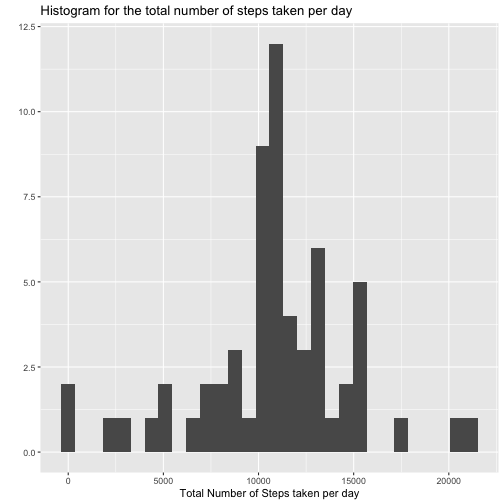 Histogram for the total number of steps taken per day
12.5
10.0
7.5
5.0
2.5
0.0
0 5000 10000 15000 20000
Total Number of Steps taken per day